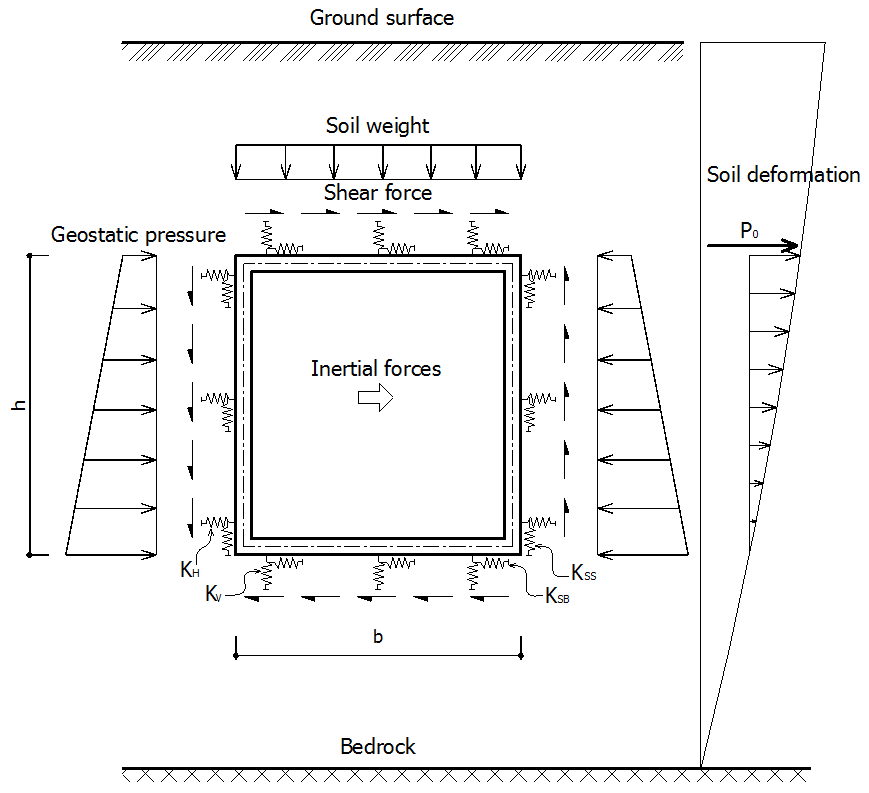 Ground surface
Soil weight
Shear force
Soil deformation
Geostatic pressure
P0
Inertial forces
h
KH
KV
KSS
KSB
b
Bedrock